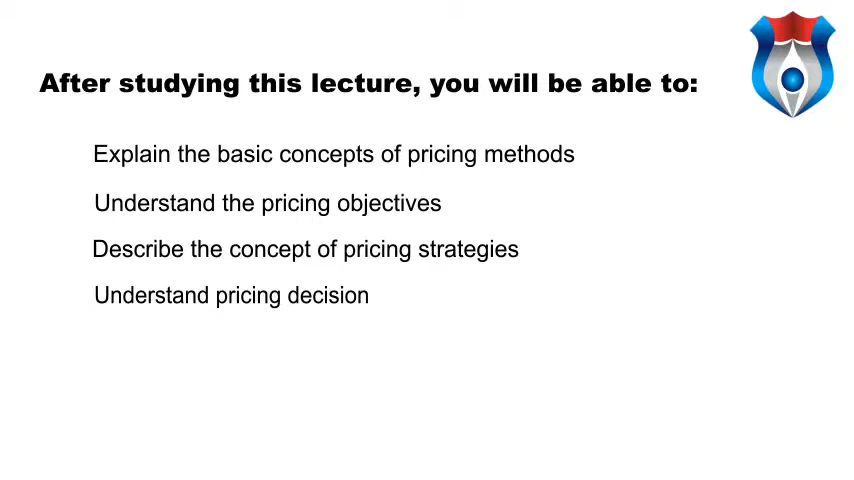 After studying this lecture, you will be able to:
Explain the basic concepts of pricing methods
Understand the pricing objectives
Describe the concept of pricing strategies
Understand pricing decision